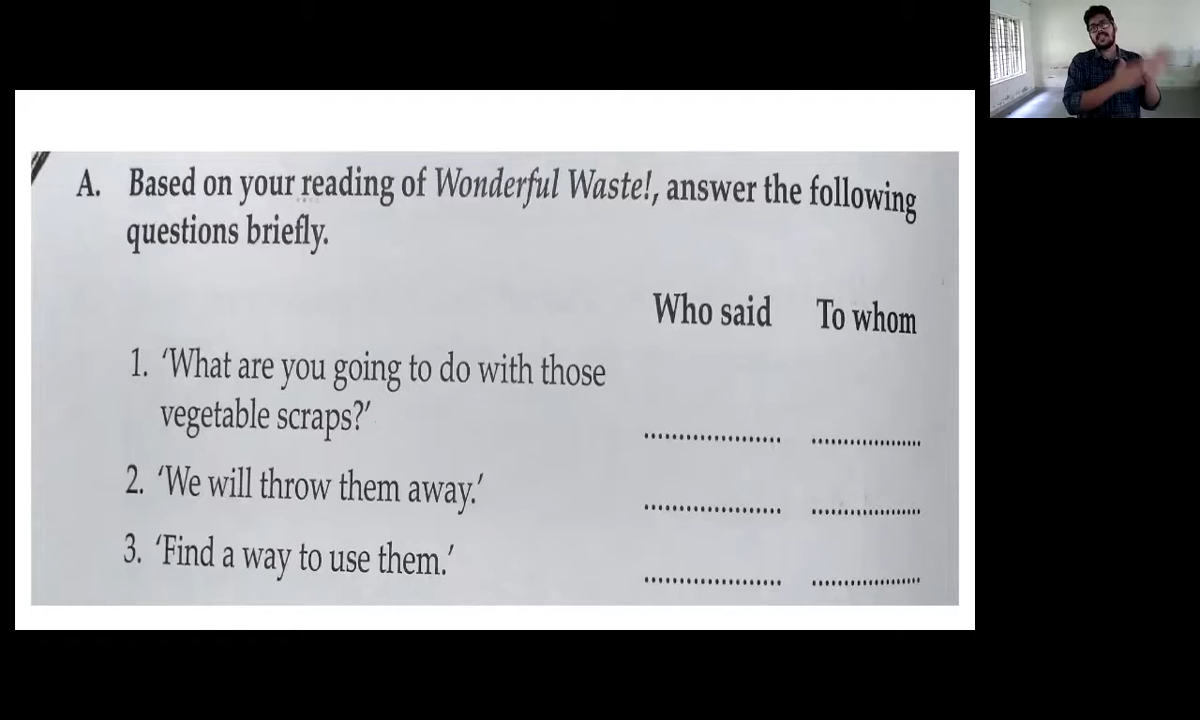 A. Based on your reading of Wonderful Waste!, answer the following
questions briefly.
Who said To whom
1. ‘What are you going to do with those
vegetable scraps?’ .................... ....................
2. ‘We will throw them away.’ .................... ....................
3. ‘Find a way to use them.’ .................... ....................